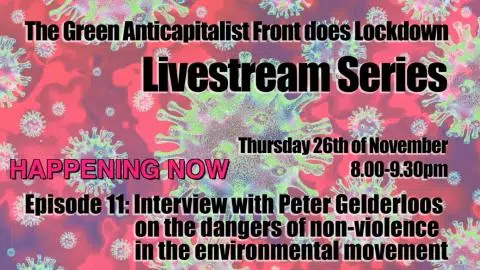 The Green Anticapitalist Front does Lockdown
Livestream Series
Thursday 26th of November
HAPPENING NOW
8.00-9.30pm
Episode 11: Interview with Peter Gelderloos
on the dangers of non-violence
in the environmental movement